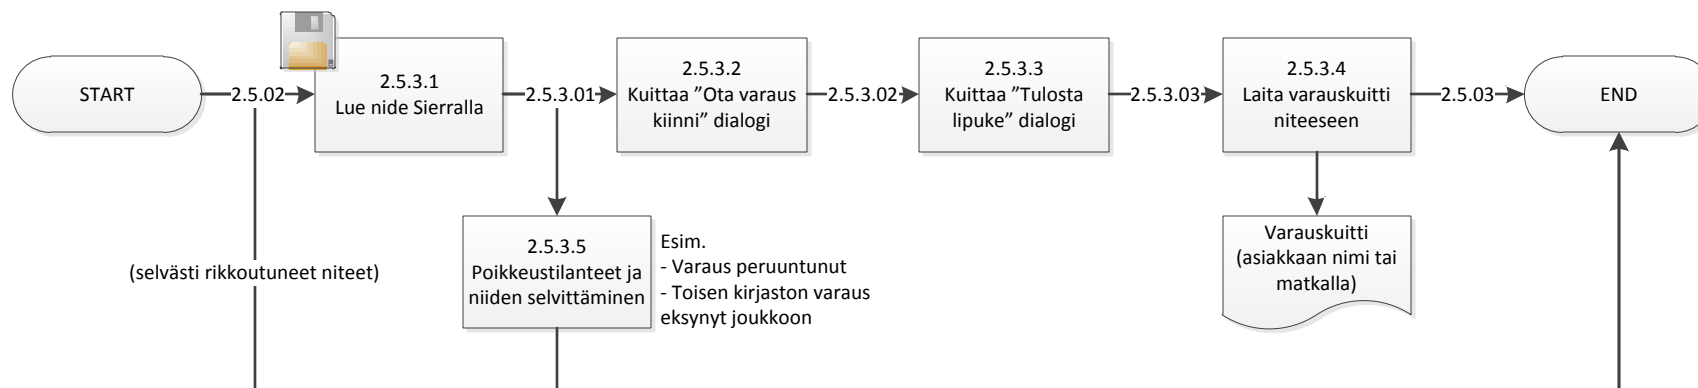 START
2.5.02
2.5.3.1
Lue nide Sierralla
2.5.3.01
2.5.3.2
Kuittaa ”Ota varaus
kiinni” dialogi
2.5.3.02
2.5.3.3
Kuittaa ”Tulosta
lipuke” dialogi
2.5.3.03
2.5.3.4
Laita varauskuitti
niteeseen
2.5.03
END
(selvästi rikkoutuneet niteet)
2.5.3.5
Poikkeustilanteet ja
niiden selvittäminen
Esim.
- Varaus peruuntunut
- Toisen kirjaston varaus
eksynyt joukkoon
Varauskuitti
(asiakkaan nimi tai
matkalla)